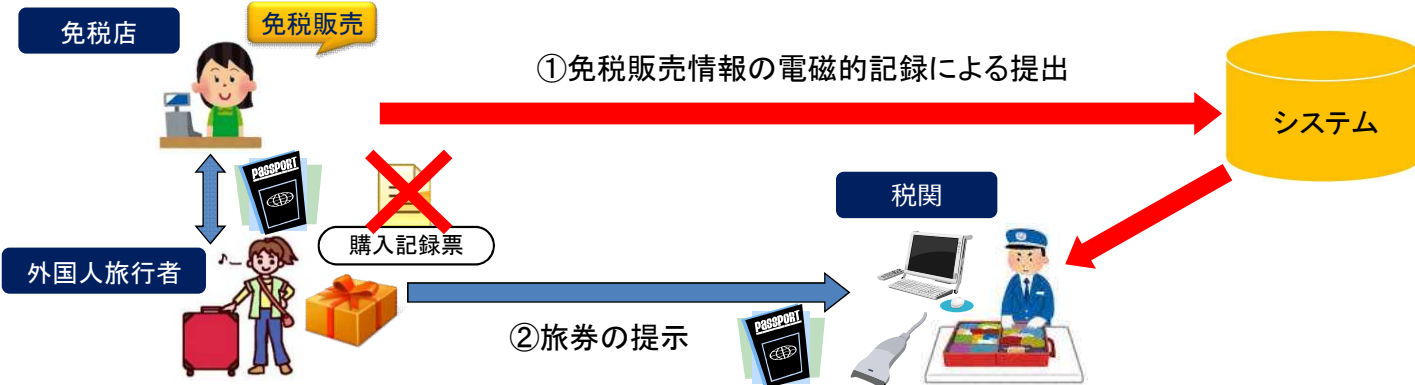 免税店
免税販売
①免税販売情報の電磁的記録による提出
システム
PASSPORT
購入記録票
税関
外国人旅行者
②旅券の提示
PASSPORT